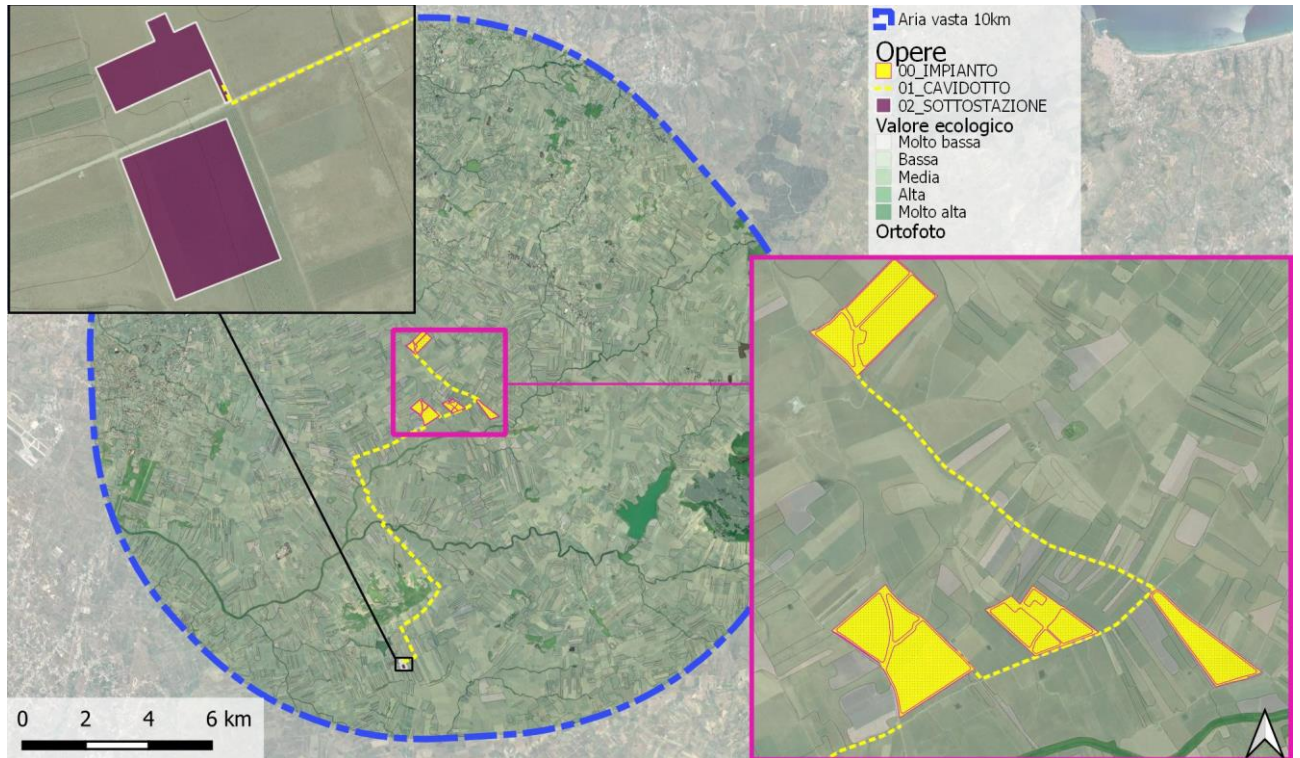 Aria vasta 10km
Opere
00_IMPIANTO
01_CAVIDOTTO
02_SOTTOSTAZIONE
Valore ecologico
Molto bassa
Bassa
Media
Alta
Molto alta
Ortofoto
0 2 4 6 km